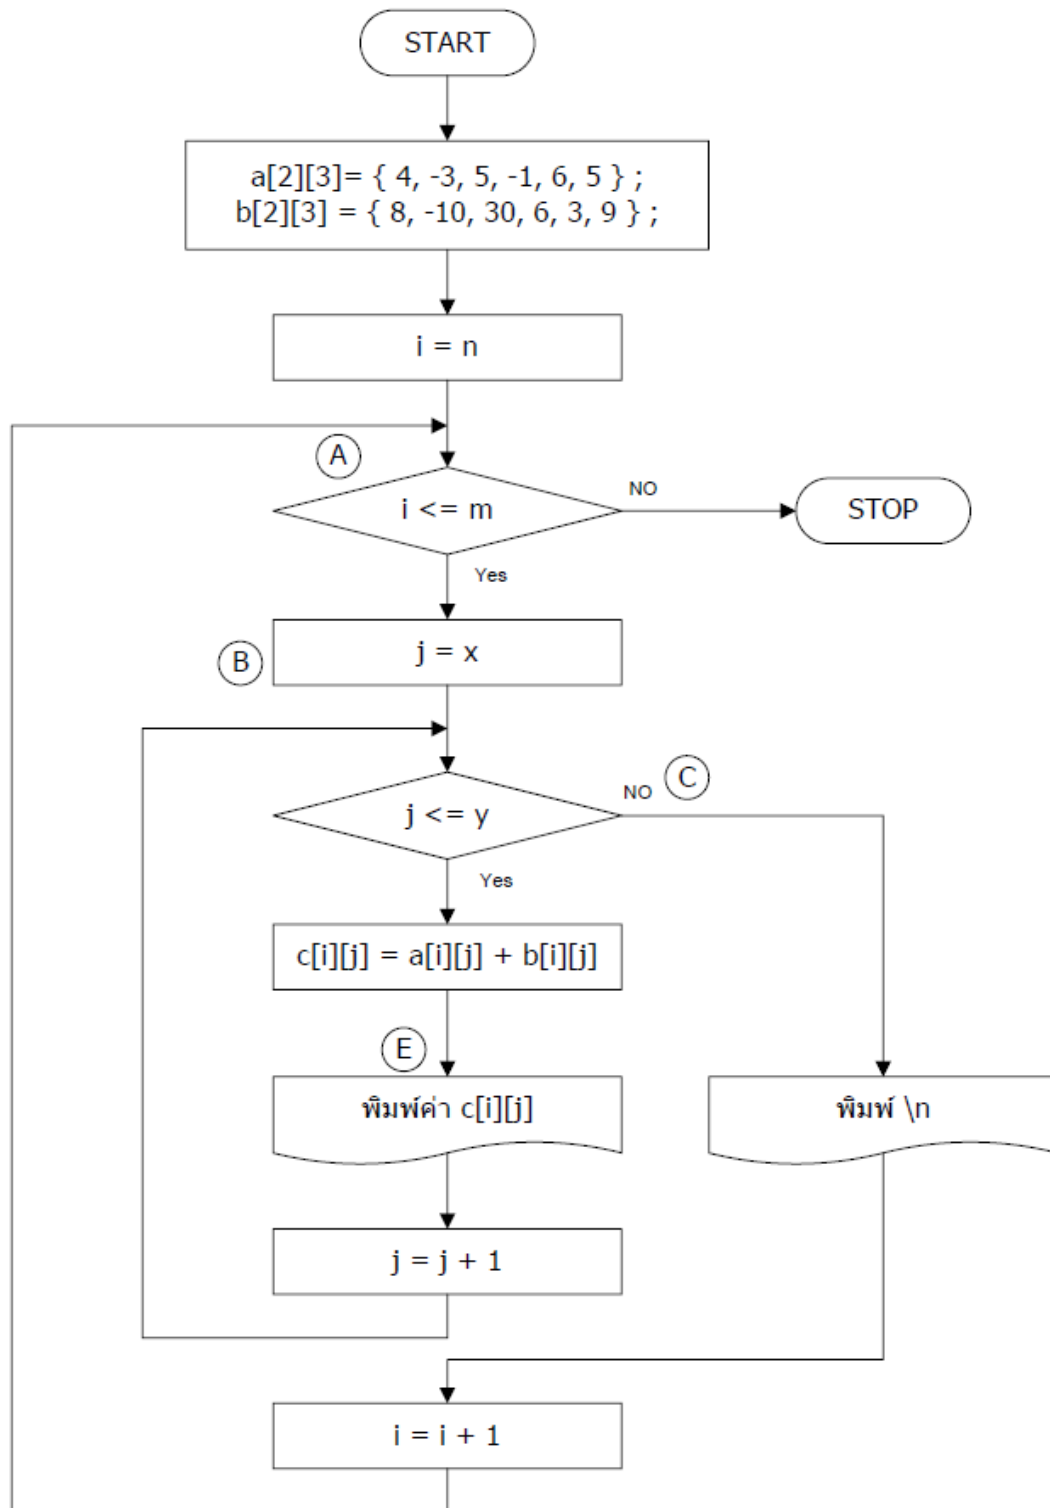 START
a[2][3]= { 4, -3, 5, -1, 6, 5 } ;
b[2][3] = { 8, -10, 30, 6, 3, 9 } ;
i = n
A
i <= m
NO
STOP
Yes
B
j = x
j <= y
NO
C
Yes
c[i][j] = a[i][j] + b[i][j]
E
พิมพ์ค่า c[i][j]
พิมพ์ \n
j = j + 1
i = i + 1